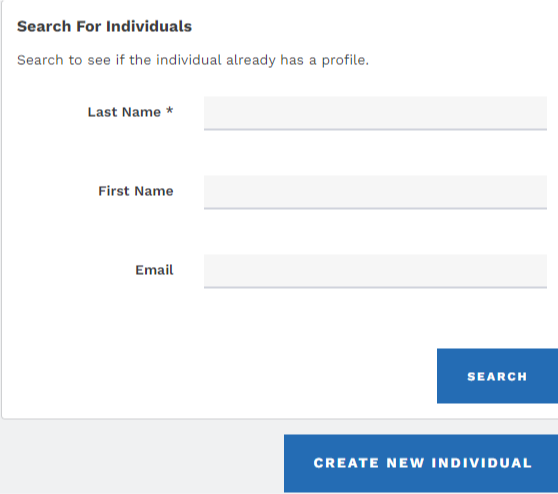 Search For Individuals
Search to see if the individual already has a profile.
Last Name *
First Name
Email
SEARCH
CREATE NEW INDIVIDUAL